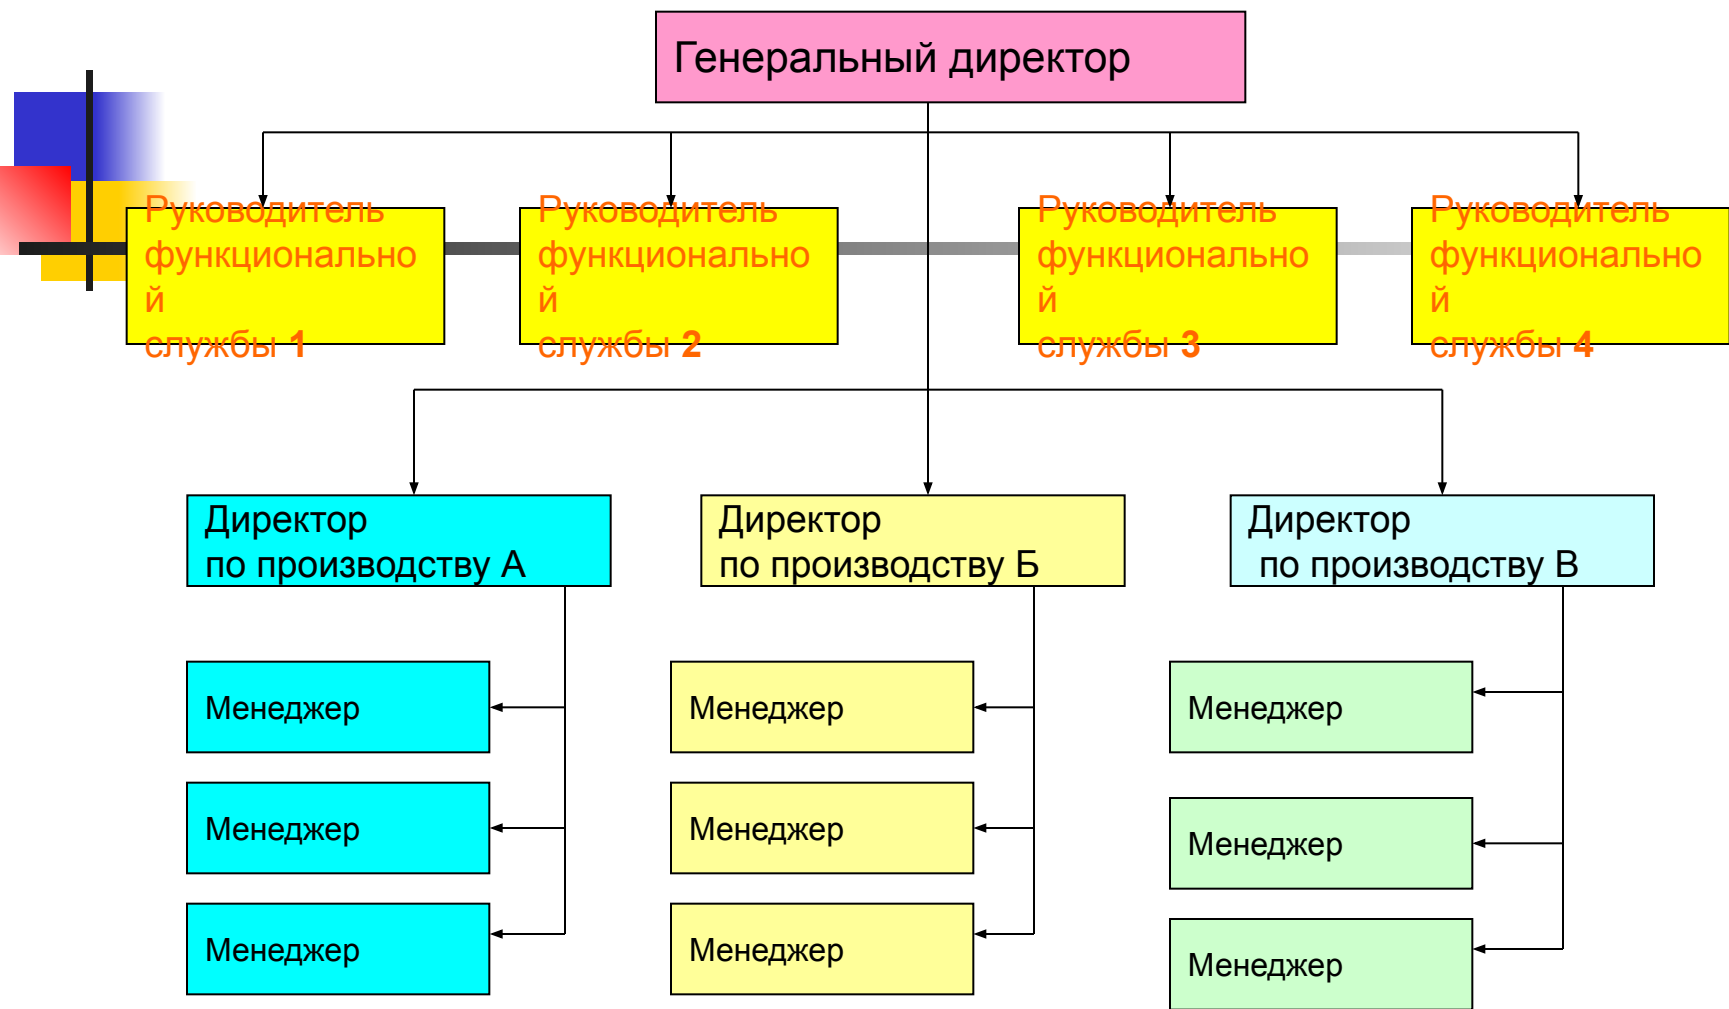 Генеральный директор
Руководитель
функционально
й
службы 1
Руководитель
функционально
й
службы 2
Руководитель
функционально
й
службы 3
Руководитель
функционально
й
службы 4
Директор
по производству А
Директор
по производству Б
Директор
по производству В
Менеджер
Менеджер
Менеджер
Менеджер
Менеджер
Менеджер
Менеджер
Менеджер
Менеджер